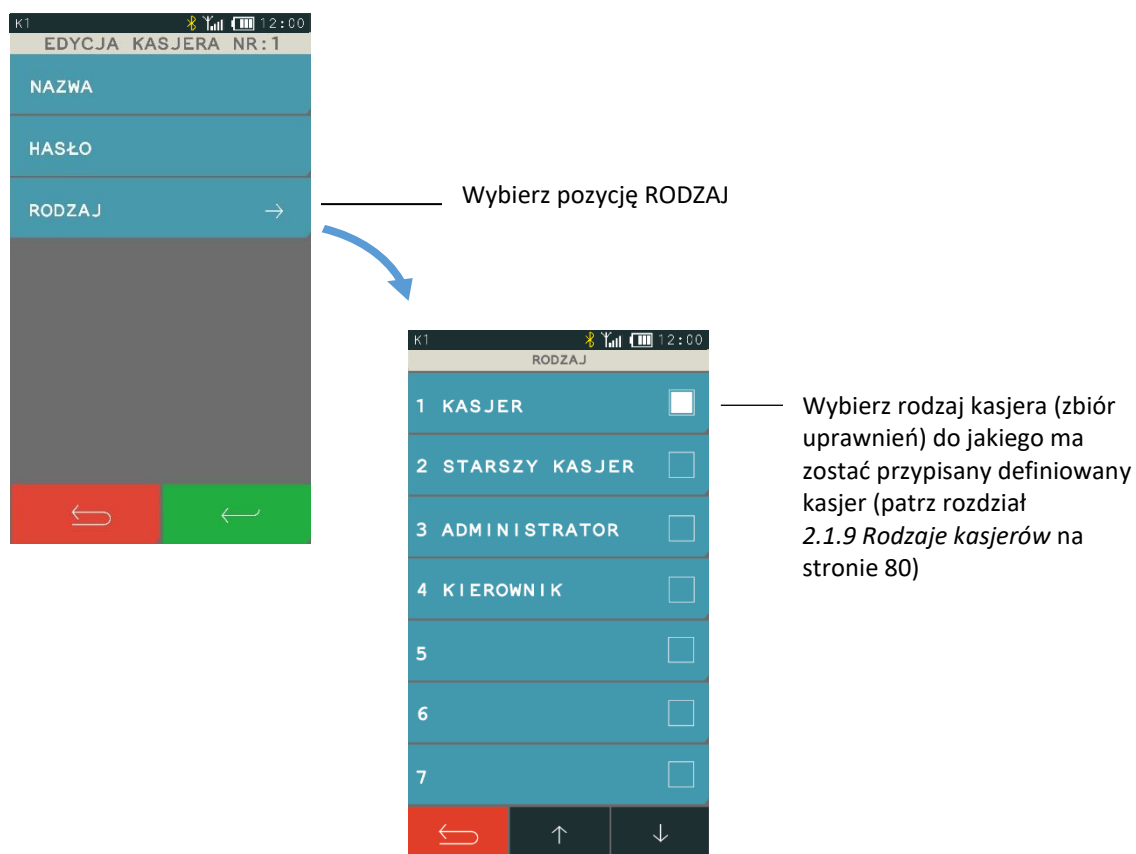 K1 12:00
EDYCJA KASJERA NR:1
NAZWA
HASŁO
RODZAJ →
Wybierz pozycję RODZAJ
K1 12:00
RODZAJ
1 KASJER
2 STARSZY KASJER
3 ADMINISTRATOR
4 KIEROWNIK
5
6
7
Wybierz rodzaj kasjera (zbiór
uprawnień) do jakiego ma
zostać przypisany definiowany
kasjer (patrz rozdział
2.1.9 Rodzaje kasjerów na
stronie 80)